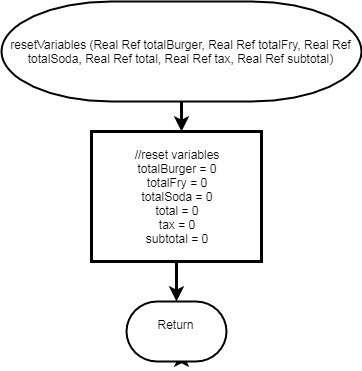 resetVariables (Real Ref totalBurger, Real Ref totalFry, Real Ref
totalSoda, Real Ref total, Real Ref tax, Real Ref subtotal)
//reset variables
totalBurger = 0
totalFry = 0
totalSoda = 0
total = 0
tax = 0
subtotal = 0
Return